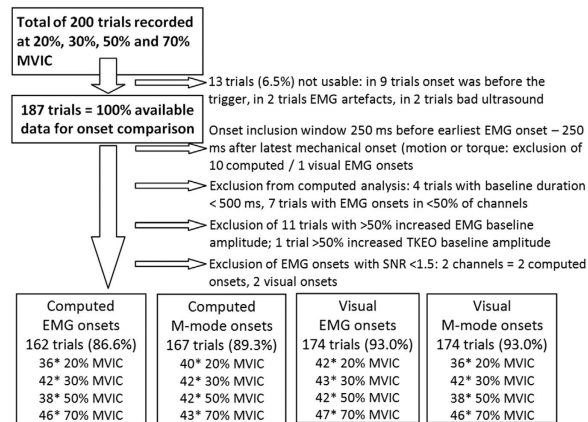 Total of 200 trials recorded
at 20%, 30%, 50% and 70%
MVIC
13 trials (6.5%) not usable: in 9 trials onset was before the
trigger, in 2 trials EMG artefacts, in 2 trials bad ultrasound
187 trials = 100% available
data for onset comparison
Onset inclusion window 250 ms before earliest EMG onset – 250
ms after latest mechanical onset (motion or torque: exclusion of
10 computed / 1 visual EMG onsets
Exclusion from computed analysis: 4 trials with baseline duration
< 500 ms, 7 trials with EMG onsets in <50% of channels
Exclusion of 11 trials with >50% increased EMG baseline
amplitude; 1 trial >50% increased TKEO baseline amplitude
Exclusion of EMG onsets with SNR <1.5: 2 channels = 2 computed
onsets, 2 visual onsets
Computed
EMG onsets
162 trials (86.6%)
36* 20% MVIC
42* 30% MVIC
38* 50% MVIC
46* 70% MVIC
Computed
M-mode onsets
167 trials (89.3%)
40* 20% MVIC
42* 30% MVIC
42* 50% MVIC
43* 70% MVIC
Visual
EMG onsets
174 trials (93.0%)
42* 20% MVIC
43* 30% MVIC
42* 50% MVIC
47* 70% MVIC
Visual
M-mode onsets
174 trials (93.0%)
36* 20% MVIC
42* 30% MVIC
38* 50% MVIC
46* 70% MVIC